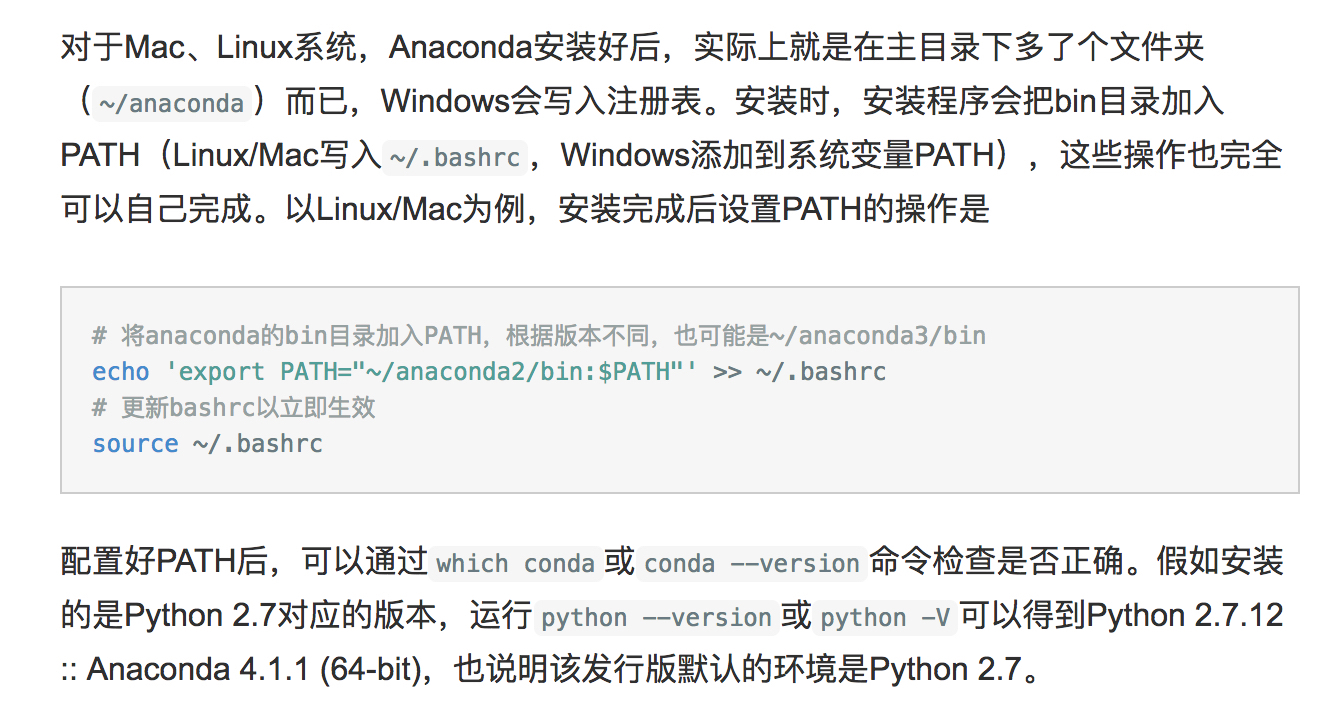 对于Mac、Linux系统，Anaconda安装好后，实际上就是在主目录下多了个文件夹
（~/anaconda）而已，Windows会写入注册表。安装时，安装程序会把bin目录加入
PATH（Linux/Mac写入~/.bashrc，Windows添加到系统变量PATH），这些操作也完全
可以自己完成。以Linux/Mac为例，安装完成后设置PATH的操作是
# 将anaconda的bin目录加入PATH，根据版本不同，也可能是~/anaconda3/bin
echo 'export PATH="~/anaconda2/bin:$PATH"' >> ~/.bashrc
# 更新bashrc以立即生效
source ~/.bashrc
配置好PATH后，可以通过which conda或conda --version命令检查是否正确。假如安装
的是Python 2.7对应的版本，运行python --version或python -V可以得到Python 2.7.12
:: Anaconda 4.1.1 (64-bit)，也说明该发行版默认的环境是Python 2.7。